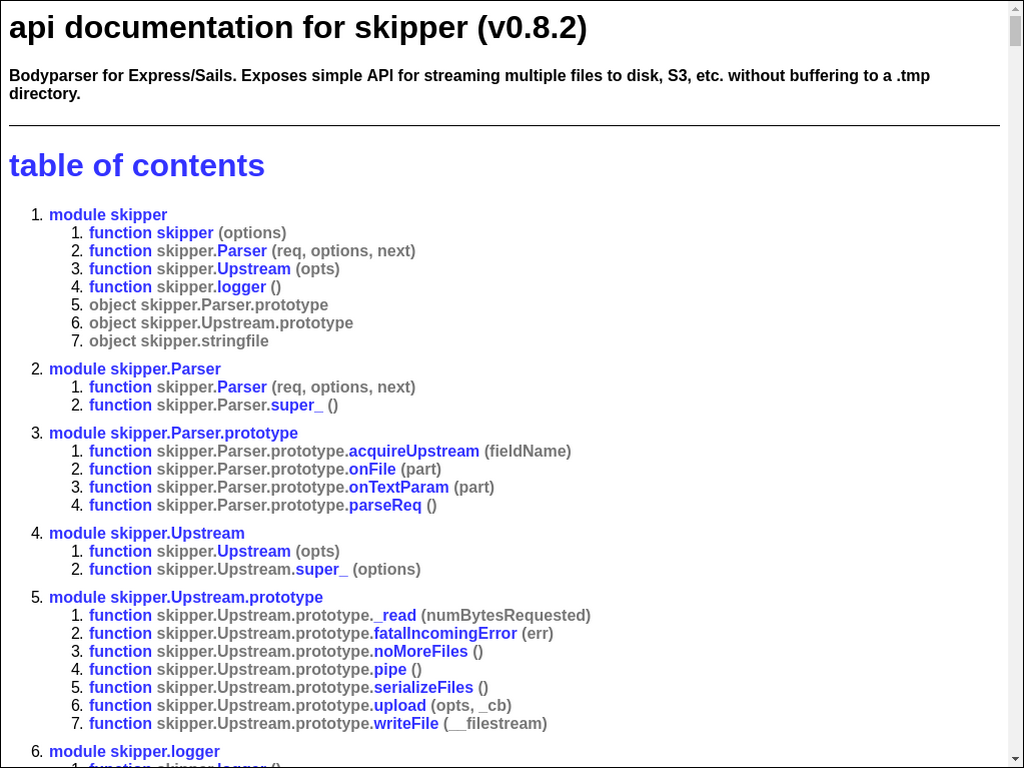 api documentation for skipper (v0.8.2)
Bodyparser for Express/Sails. Exposes simple API for streaming multiple files to disk, S3, etc. without buffering to a .tmp
directory.
table of contents
1. module skipper
1. function skipper (options)
2. function skipper.Parser (req, options, next)
3. function skipper.Upstream (opts)
4. function skipper.logger ()
5. object skipper.Parser.prototype
6. object skipper.Upstream.prototype
7. object skipper.stringfile
2. module skipper.Parser
1. function skipper.Parser (req, options, next)
2. function skipper.Parser.super_ ()
3. module skipper.Parser.prototype
1. function skipper.Parser.prototype.acquireUpstream (fieldName)
2. function skipper.Parser.prototype.onFile (part)
3. function skipper.Parser.prototype.onTextParam (part)
4. function skipper.Parser.prototype.parseReq ()
4. module skipper.Upstream
1. function skipper.Upstream (opts)
2. function skipper.Upstream.super_ (options)
5. module skipper.Upstream.prototype
1. function skipper.Upstream.prototype._read (numBytesRequested)
2. function skipper.Upstream.prototype.fatalIncomingError (err)
3. function skipper.Upstream.prototype.noMoreFiles ()
4. function skipper.Upstream.prototype.pipe ()
5. function skipper.Upstream.prototype.serializeFiles ()
6. function skipper.Upstream.prototype.upload (opts, _cb)
7. function skipper.Upstream.prototype.writeFile (__filestream)
6. module skipper.logger
1. function skipper.logger ()